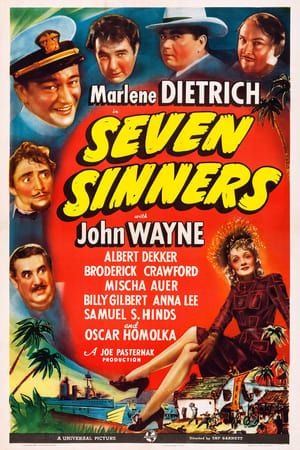 Marlene DIETRICH
in
SEVEN
SINNERS
with
John WAYNE
ALBERT DEKKER
BRODERICK CRAWFORD
MISCHA AUER
BILLY GILBERT ANNA LEE
SAMUEL S. HINDS
and
OSCAR HOMOLKA
A JOE PASTERNAK
PRODUCTION
A UNIVERSAL PICTURE
Directed by TAY GARNETT